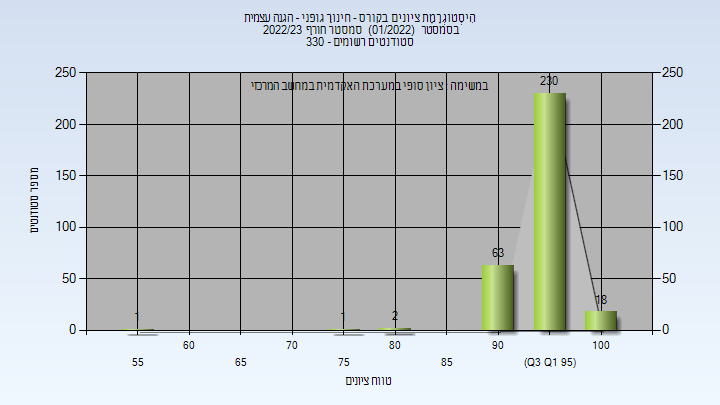 היסטוגרמת ציונים בקורס - חינוך גופני - הגנה עצמית
בסמסטר (01/2022) סמסטר חורף 2022/23
סטודנטים רשומים - 330
במשימה : ציון סופי במערכת האקדמית במחשב המרכזי
250 250
200 200
150 150
100 100
50 50
0 0
מספר סטודנטים
1 1 2 63 230 18
60 70 80 90 100
55 65 75 85 (Q3 Q1 95)
טווח ציונים